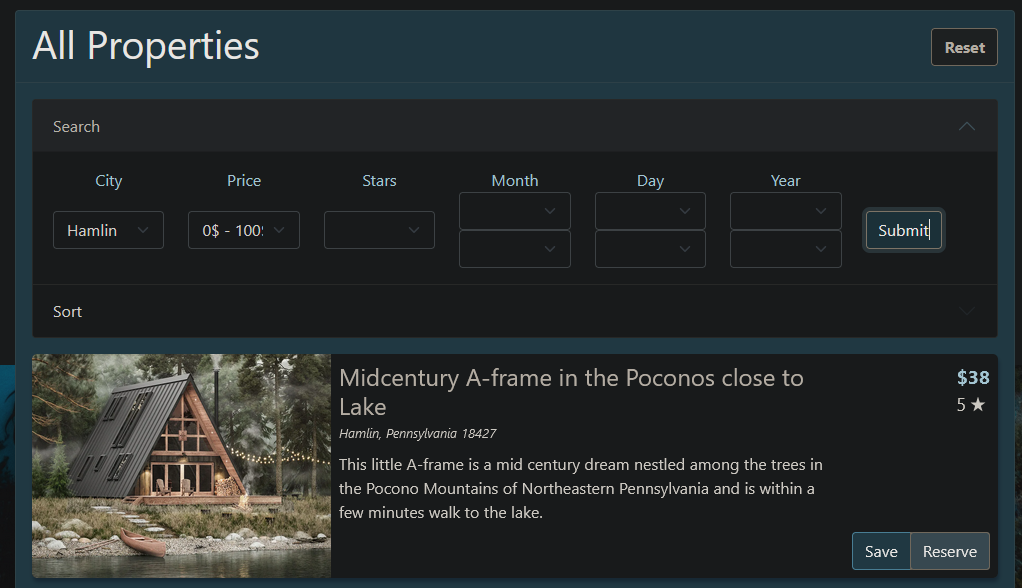 All Properties
Reset
Search
City Price Stars Month Day Year
Hamlin 0$ - 100 Submit
Sort
Midcentury A-frame in the Poconos close to
Lake
$38
5 ★
Hamlin, Pennsylvania 18427
This little A-frame is a mid century dream nestled among the trees in
the Pocono Mountains of Northeastern Pennsylvania and is within a
few minutes walk to the lake.
Save Reserve